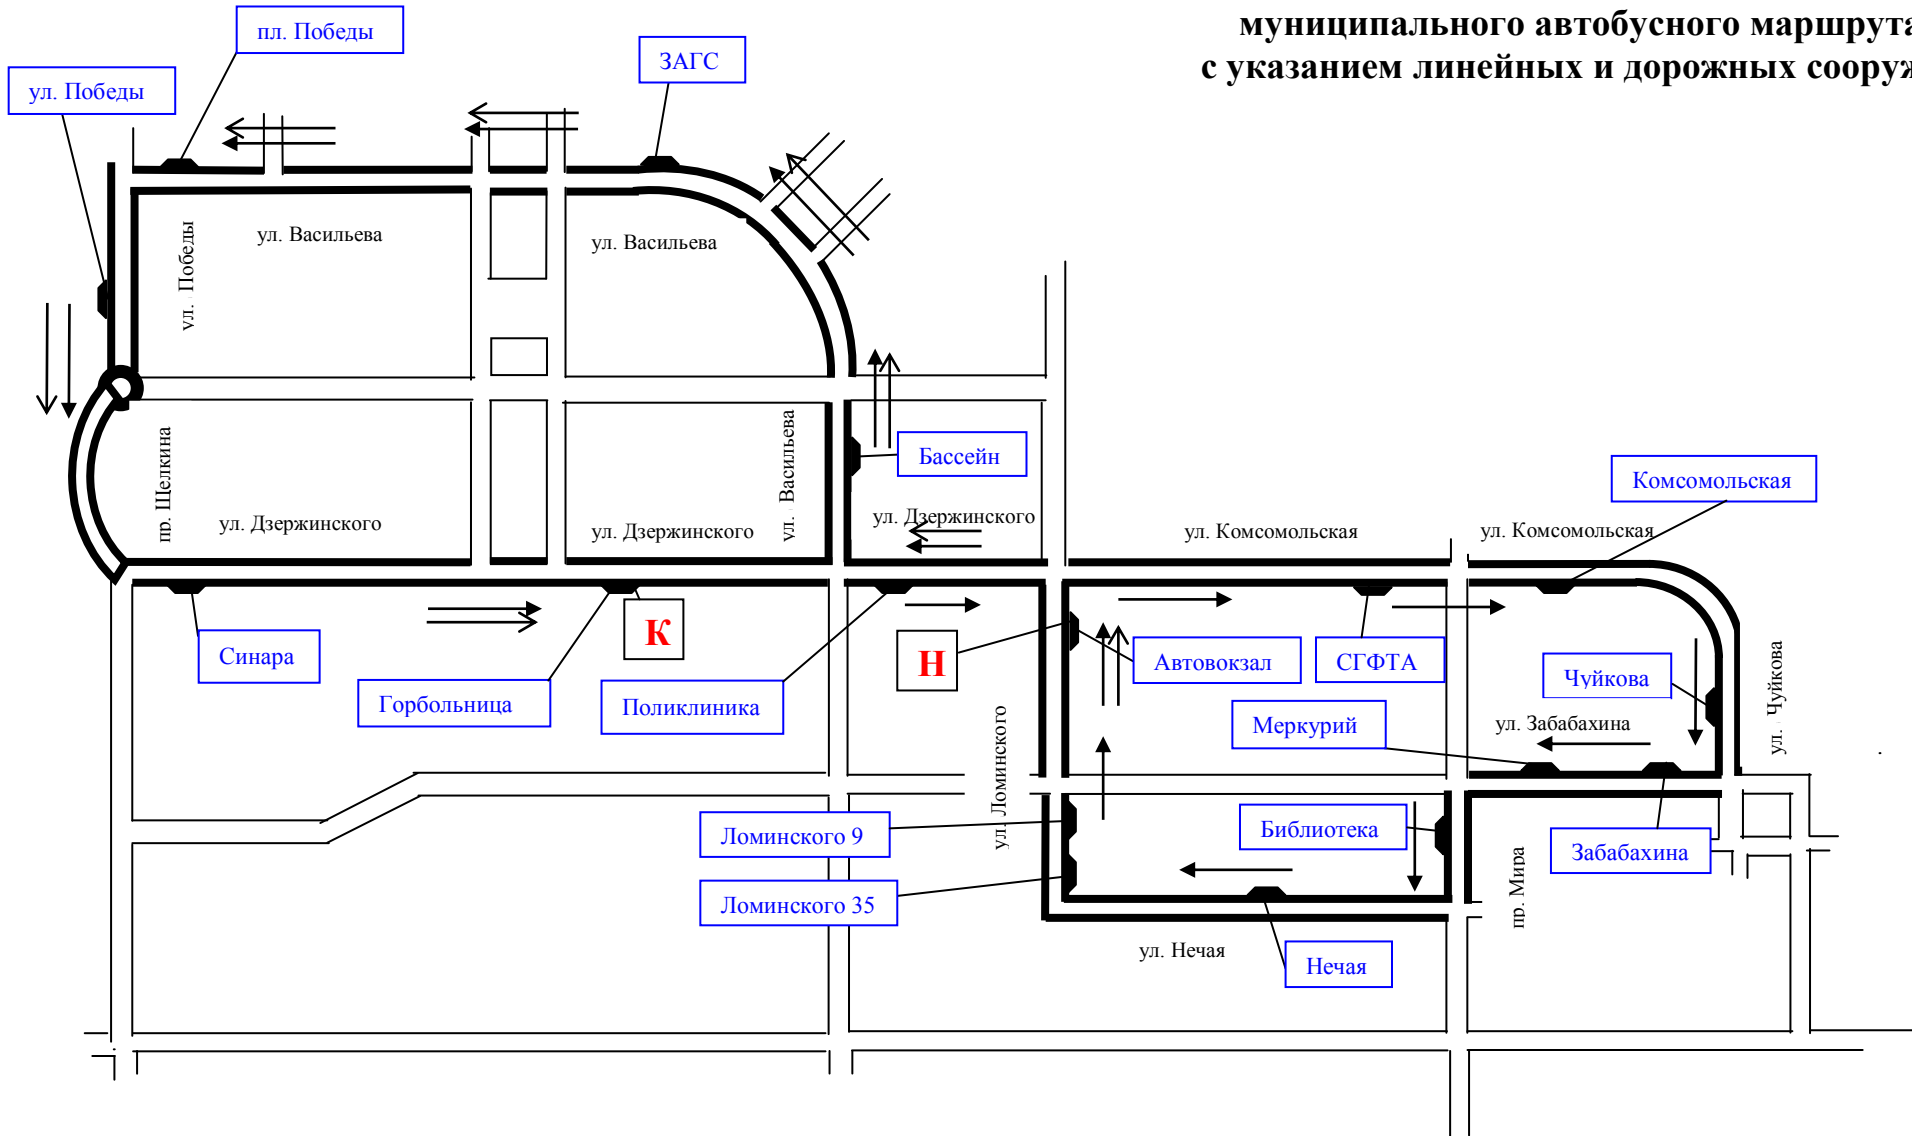 муниципального автобусного маршрута
с указанием линейных и дорожных сооруж
пл. Победы
ЗАГС
ул. Победы
ул. Победы
ул. Васильева
ул. Васильева
пр. Щелкина
ул. Васильева
Бассейн
Комсомольская
ул. Дзержинского
ул. Дзержинского
ул. Дзержинского
ул. Комсомольская
ул. Комсомольская
К
Н
Синара
Горбольница
Поликлиника
Автовокзал
СГФТА
Чуйкова
ул. Чуйкова
Меркурий
ул. Забабахина
ул. Ломинского
Ломинского 9
Библиотека
Забабахина
Ломинского 35
пр. Мира
ул. Нечая
Нечая